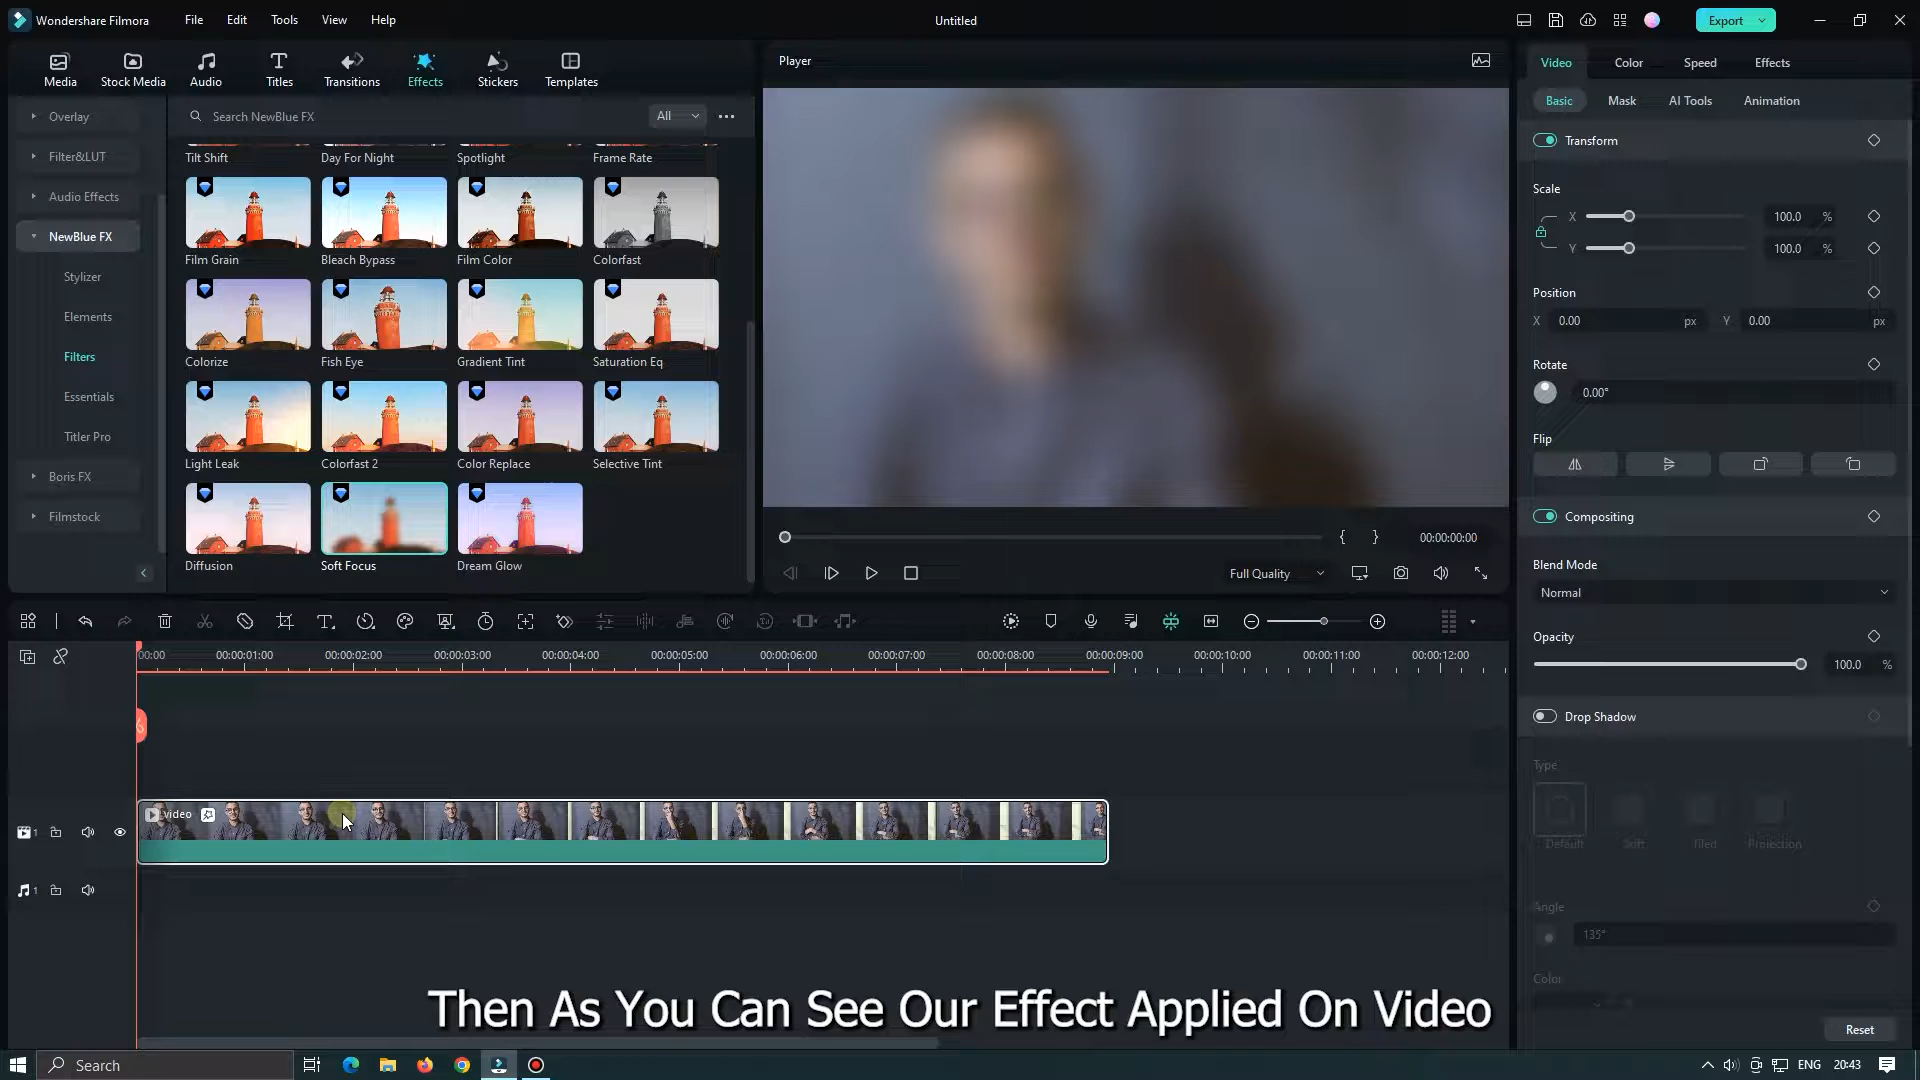 Wondershare Filmora
File
Edit
Tools
View
Help
Untitled
Export
Media
Stock Media
Audio
Titles
Transitions
Effects
Stickers
Templates
Player
Video
Color
Speed
Effects
Basic
Mask
AI Tools
Animation
Overlay
Filter&LUT
Audio Effects
NewBlue FX
Stylizer
Elements
Filters
Essentials
Titler Pro
Boris FX
Filmstock
Search NewBlue FX
All
Tilt Shift
Day For Night
Spotlight
Frame Rate
Film Grain
Bleach Bypass
Film Color
Colorfast
Colorize
Fish Eye
Gradient Tint
Saturation Eq
Light Leak
Colorfast 2
Color Replace
Selective Tint
Diffusion
Soft Focus
Dream Glow
{ }
00:00:00:00
Full Quality
Transform
Scale
X 100.0 %
Y 100.0 %
Position
X 0.00 px Y 0.00 px
Rotate
0.00°
Flip
Compositing
Blend Mode
Normal
Opacity
100.0 %
Drop Shadow
Type
Default
Soft
Tiled
Projection
Angle
135°
Color
Reset
00:00
00:00:01:00
00:00:02:00
00:00:03:00
00:00:04:00
00:00:05:00
00:00:06:00
00:00:07:00
00:00:08:00
00:00:09:00
00:00:10:00
00:00:11:00
00:00:12:00
video
1
1
Then As You Can See Our Effect Applied On Video
Search
ENG
20:43